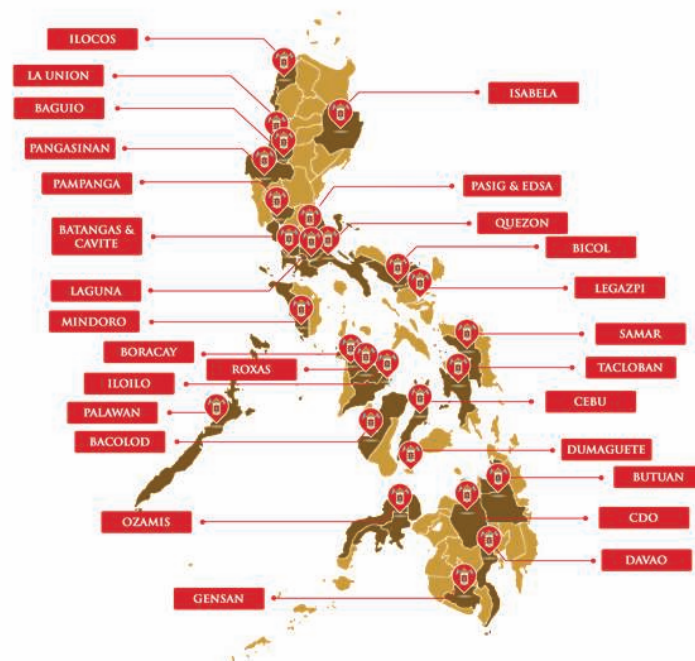 ILOCOS
LA UNION
BAGUIO
PANGASINAN
PAMPANGA
BATANGAS &
CAVITE
LAGUNA
MINDORO
BORACAY
ROXAS
ILOILO
PALAWAN
BACOLOD
OZAMIS
GENSAN
ISABELA
PASIG & EDSA
QUEZON
BICOL
LEGAZPI
SAMAR
TACLOBAN
CEBU
DUMAGUETE
BUTUAN
CDO
DAVAO